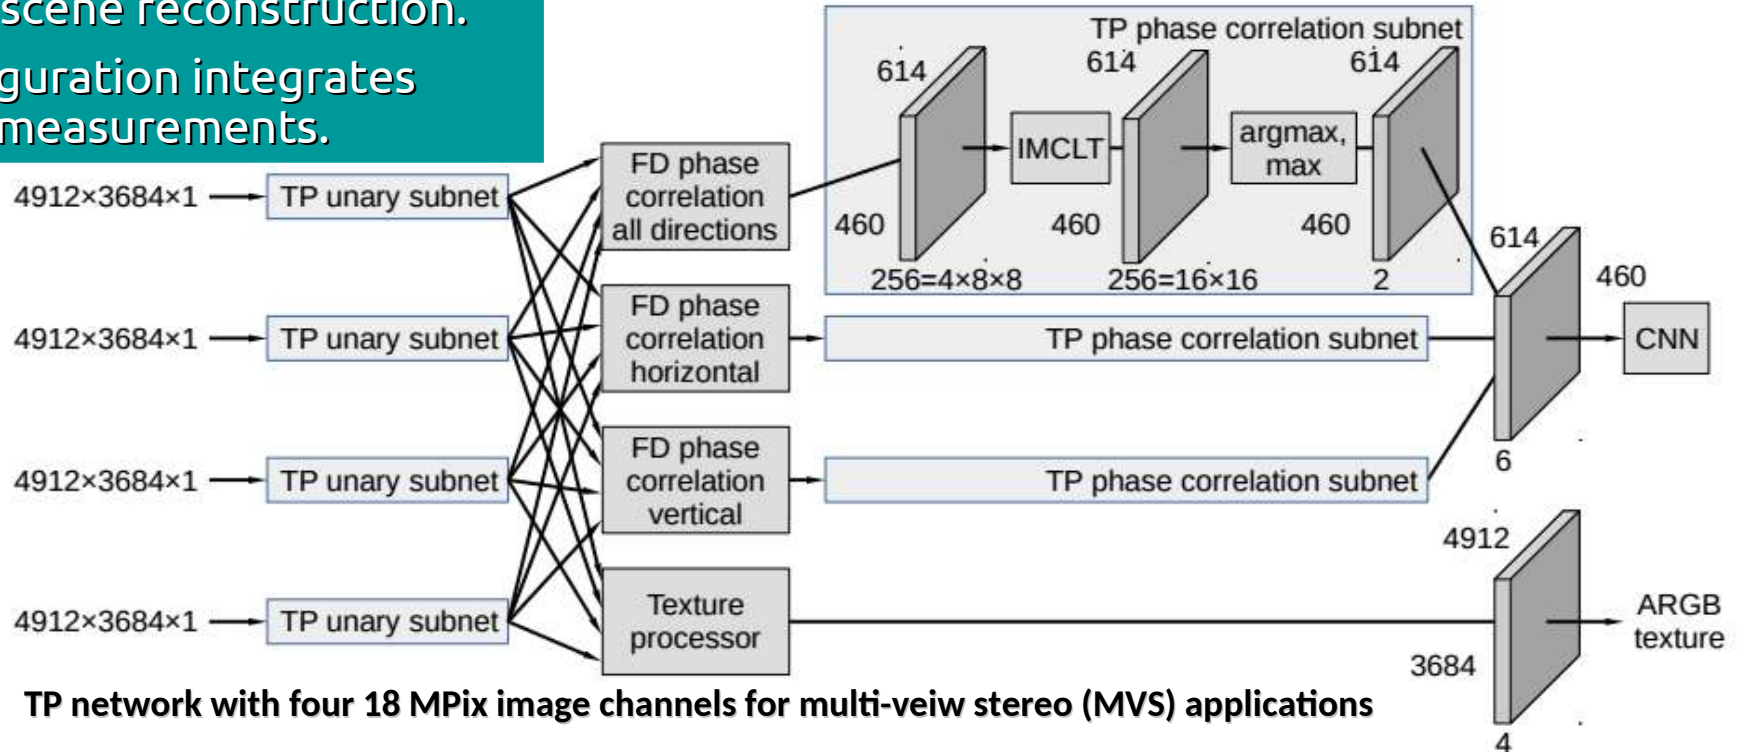 scene reconstruction.
guration integrates
measurements.
TP phase correlation subnet
614
614
614
IMCLT
argmax,
max
460
460
460
256=4×8×8
256=16×16
2
4912×3684×1
TP unary subnet
FD phase
correlation
all directions
4912×3684×1
TP unary subnet
FD phase
correlation
horizontal
TP phase correlation subnet
614
460
CNN
6
4912×3684×1
TP unary subnet
FD phase
correlation
vertical
TP phase correlation subnet
4912×3684×1
TP unary subnet
Texture
processor
4912
3684
4
ARGB
texture
TP network with four 18 MPix image channels for multi-veiw stereo (MVS) applications